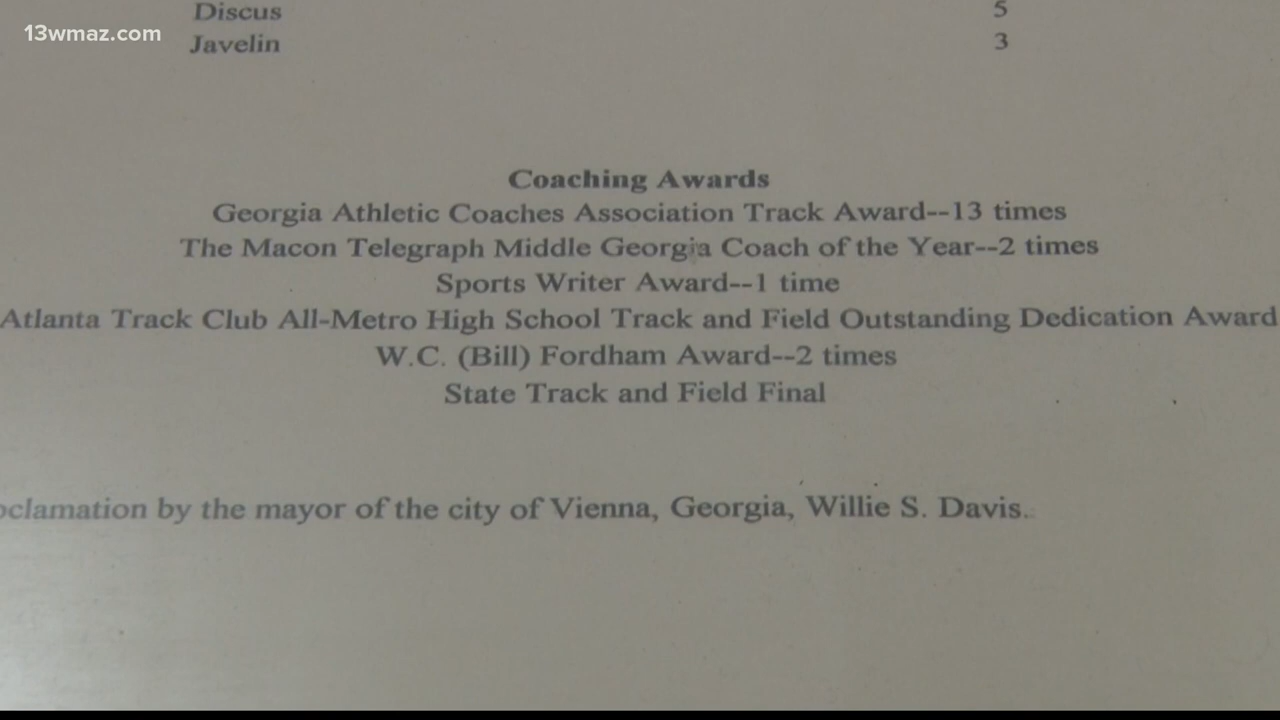 Discus 5
13wmaz.com
Javelin 3
Coaching Awards
Georgia Athletic Coaches Association Track Award--13 times
The Macon Telegraph Middle Georgia Coach of the Year--2 times
Sports Writer Award--1 time
Atlanta Track Club All-Metro High School Track and Field Outstanding Dedication Award
W.C. (Bill) Fordham Award--2 times
State Track and Field Final
oclamation by the mayor of the city of Vienna, Georgia, Willie S. Davis.